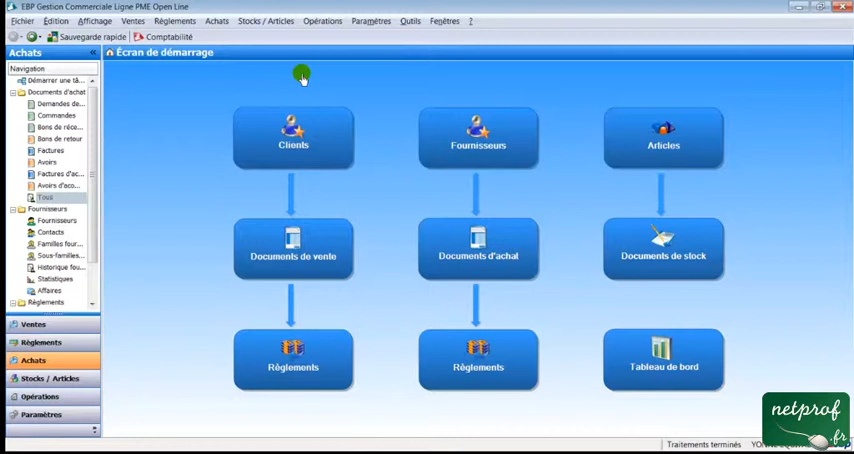 EBP Gestion Commerciale Ligne PME Open Line
Fichier Édition Affichage Ventes Règlements Achats Stocks / Articles Opérations Paramètres Outils Fenêtres ?
Sauvegarde rapide Comptabilité
Achats «
Écran de démarrage
Navigation
Démarrer une tâ...
Documents d'achat
Demandes de...
Commandes
Bons de réce...
Bons de retour
Factures
Avoirs
Factures d'ac...
Avoirs d'aco...
Tous
Fournisseurs
Fournisseurs
Contacts
Familles four...
Sous-familles...
Historique fou...
Statistiques
Affaires
Règlements
Ventes
Règlements
Achats
Stocks / Articles
Opérations
Paramètres
Clients
Fournisseurs
Articles
Documents de vente
Documents d'achat
Documents de stock
Règlements
Règlements
Tableau de bord
netprof
.fr
Traitements terminés